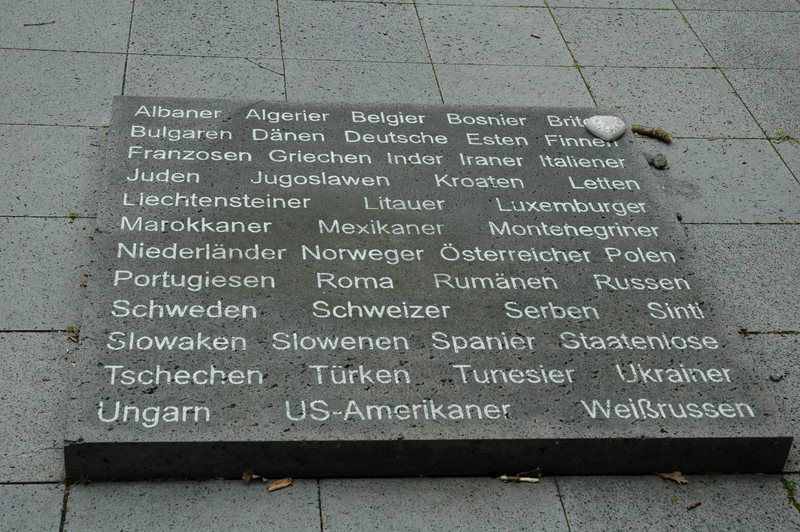 Albaner Algerier Belgier Bosnier Brite
Bulgaren Dänen Deutsche Esten Finnen
Franzosen Griechen Inder Iraner Italiener
Juden Jugoslawen Kroaten Letten
Liechtensteiner Litauer Luxemburger
Marokkaner Mexikaner Montenegriner
Niederländer Norweger Österreicher Polen
Portugiesen Roma Rumänen Russen
Schweden Schweizer Serben Sinti
Slowaken Slowenen Spanier Staatenlose
Tschechen Türken Tunesier Ukrainer
Ungarn US-Amerikaner Weißrussen